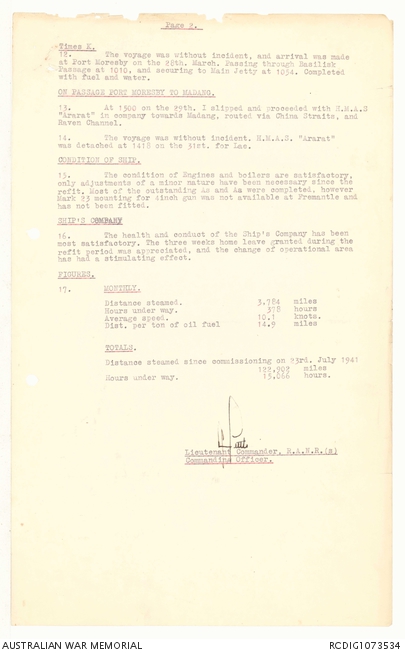 Page 2.
Times K.
12. The voyage was without incident, and arrival was made
at Port Moresby on the 28th. March. Passing through Basilisk
Passage at 1010, and securing to Main Jetty at 1054. Completed
with fuel and water.
ON PASSAGE PORT MORESBY TO MADANG.
13. At 1500 on the 29th. I slipped and proceeded with H.M.A.S
"Ararat" in company towards Madang, routed via China Straits, and
Raven Channel.
14. The voyage was without incident. H.M.A.S. "Ararat"
was detached at 1418 on the 31st. for Lae.
CONDITION OF SHIP.
15. The condition of Engines and boilers are satisfactory,
only adjustments of a minor nature have been necessary since the
refit. Most of the outstanding As and Aa were completed, however
Mark 23 mounting for 4inch gun was not available at Fremantle and
has not been fitted.
SHIP'S COMPANY
16. The health and conduct of the Ship's Company has been
most satisfactory. The three weeks home leave granted during the
refit period was appreciated, and the change of operational area
has had a stimulating effect.
FIGURES.
17. MONTHLY.
Distance steamed. 3.784 miles
Hours under way. 378 hours
Average speed. 10.1 knots.
Dist. per ton of oil fuel 14.9 miles
TOTALS.
Distance steamed since commissioning on 23rd. July 1941
122,902 miles
Hours under way. 13,066 hours.
Lieutenant Commander, R.A.N.R.(s)
Commanding Officer.
AUSTRALIAN WAR MEMORIAL
RCDIG1073534